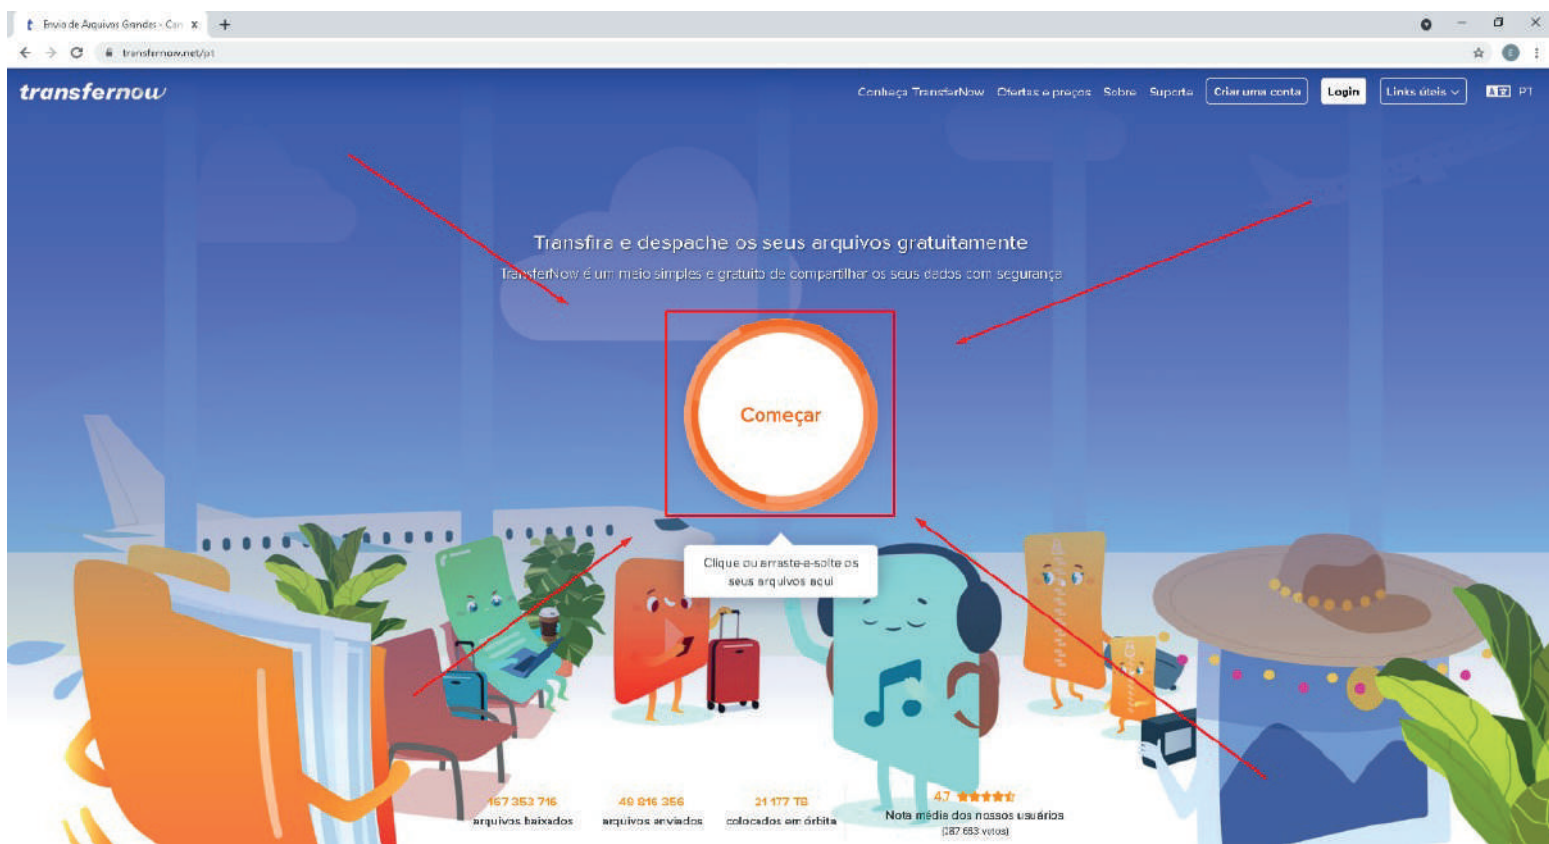 Envio de Arquivos Grandes - Can
transfernow.net/pt
transfernow
Conheça TransferNow Ofertas e preços Sobre Suporte Criar uma conta Login Links úteis PT
Transfira e despache os seus arquivos gratuitamente
TransferNow é um meio simples e gratuito de compartilhar os seus dados com segurança
Começar
Clique ou arraste-e-solte os
seus arquivos aqui
167 353 716
arquivos baixados
49 816 356
arquivos enviados
21 177 TB
colocados em órbita
4.7
Nota média dos nossos usuários
(287 653 votos)